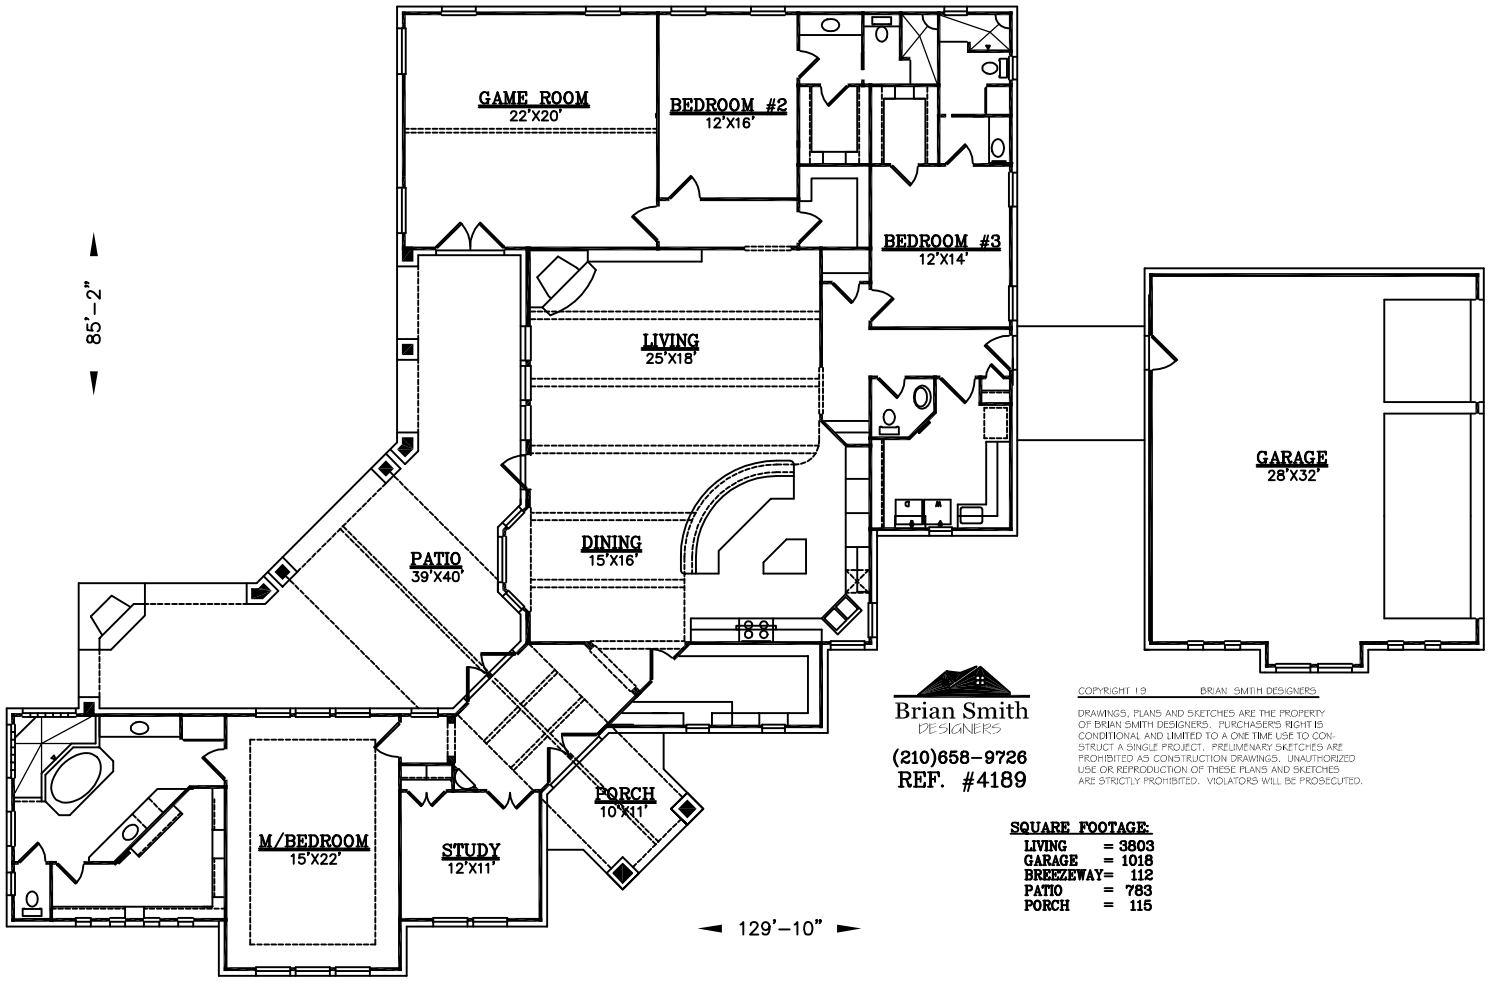 GAME ROOM
22'X20'
BEDROOM #2
12'X16'
BEDROOM #3
12'X14'
85'-2"
LIVING
25'X18'
GARAGE
28'X32'
DINING
15'X16'
PATIO
39'X40'
D
W
Brian Smith
DESIGNERS
(210)658-9726
REF. #4189
COPYRIGHT 19 BRIAN SMITH DESIGNERS
DRAWINGS, PLANS AND SKETCHES ARE THE PROPERTY
OF BRIAN SMITH DESIGNERS. PURCHASER'S RIGHT IS
CONDITIONAL AND LIMITED TO A ONE TIME USE TO CON-
STRUCT A SINGLE PROJECT. PRELIMENARY SKETCHES ARE
PROHIBITED AS CONSTRUCTION DRAWINGS. UNAUTHORIZED
USE OR REPRODUCTION OF THESE PLANS AND SKETCHES
ARE STRICTLY PROHIBITED. VIOLATORS WILL BE PROSECUTED.
PORCH
10'X11'
M/BEDROOM
15'X22'
STUDY
12'X11'
SQUARE FOOTAGE:
LIVING = 3803
GARAGE = 1018
BREEZEWAY= 112
PATIO = 783
PORCH = 115
129'-10"